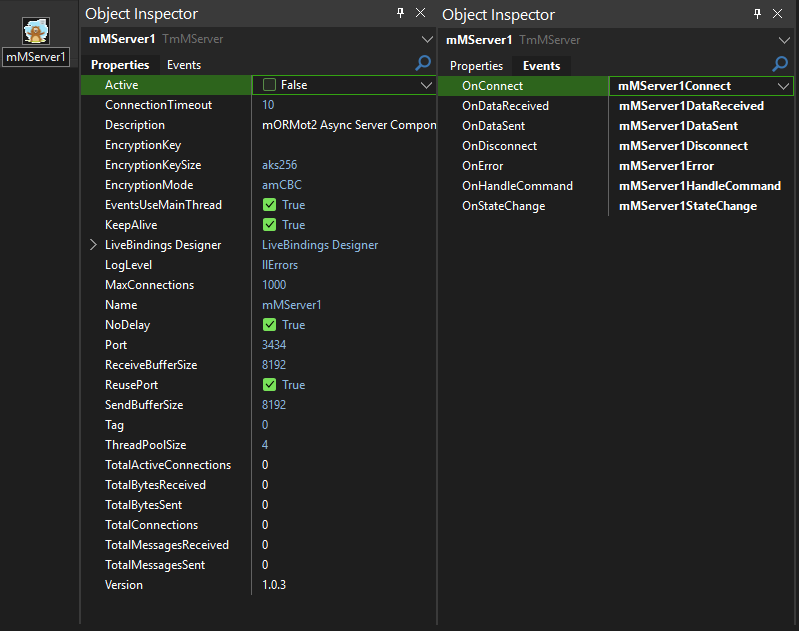 mMServer1
Object Inspector
mMServer1 TmMServer
Properties Events
Active False
ConnectionTimeout 10
Description mORMot2 Async Server Compon
EncryptionKey
EncryptionKeySize aks256
EncryptionMode amCBC
EventsUseMainThread True
KeepAlive True
LiveBindings Designer LiveBindings Designer
LogLevel llErrors
MaxConnections 1000
Name mMServer1
NoDelay True
Port 3434
ReceiveBufferSize 8192
ReusePort True
SendBufferSize 8192
Tag 0
ThreadPoolSize 4
TotalActiveConnections 0
TotalBytesReceived 0
TotalBytesSent 0
TotalConnections 0
TotalMessagesReceived 0
TotalMessagesSent 0
Version 1.0.3
Object Inspector
mMServer1 TmMServer
Properties Events
OnConnect mMServer1Connect
OnDataReceived mMServer1DataReceived
OnDataSent mMServer1DataSent
OnDisconnect mMServer1Disconnect
OnError mMServer1Error
OnHandleCommand mMServer1HandleCommand
OnStateChange mMServer1StateChange